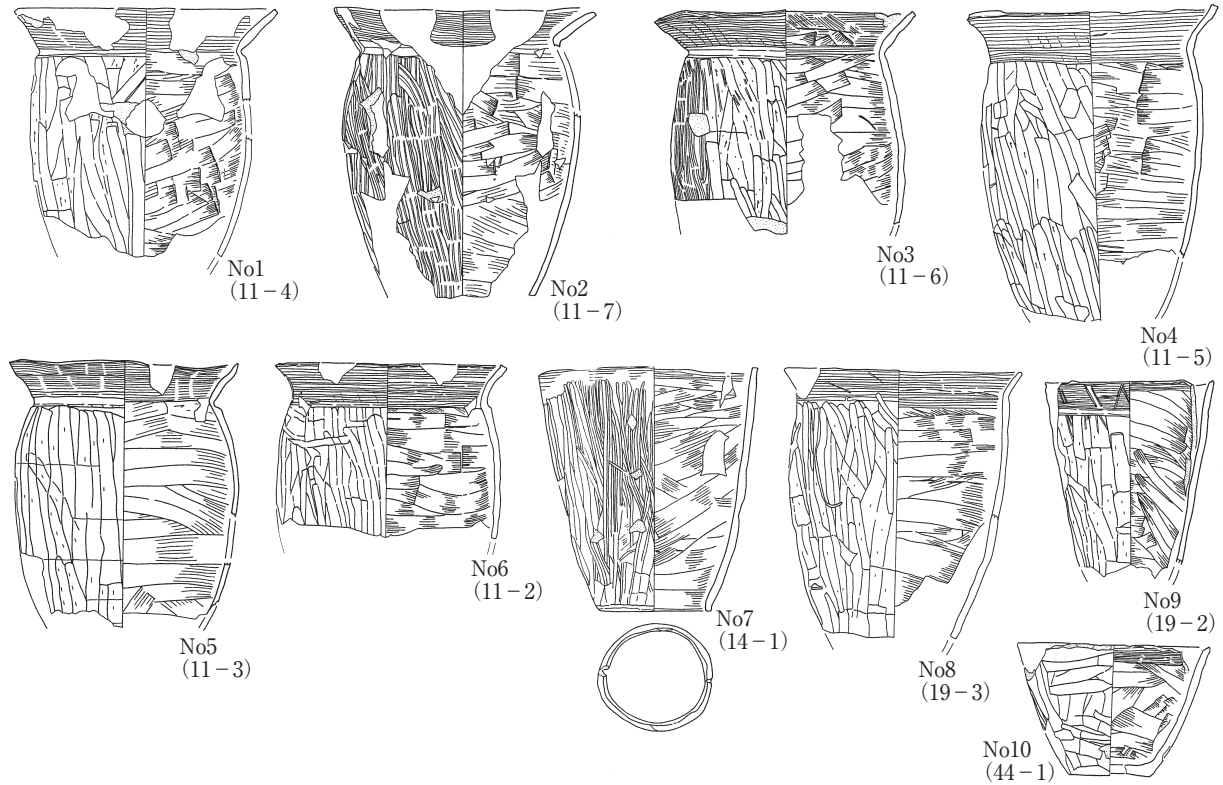 No1
(11−4)
No2
(11−7)
No3
(11−6)
No4
(11−5)
No5
(11−3)
No6
(11−2)
No7
(14−1)
No8
(19−3)
No9
(19−2)
No10
(44−1)